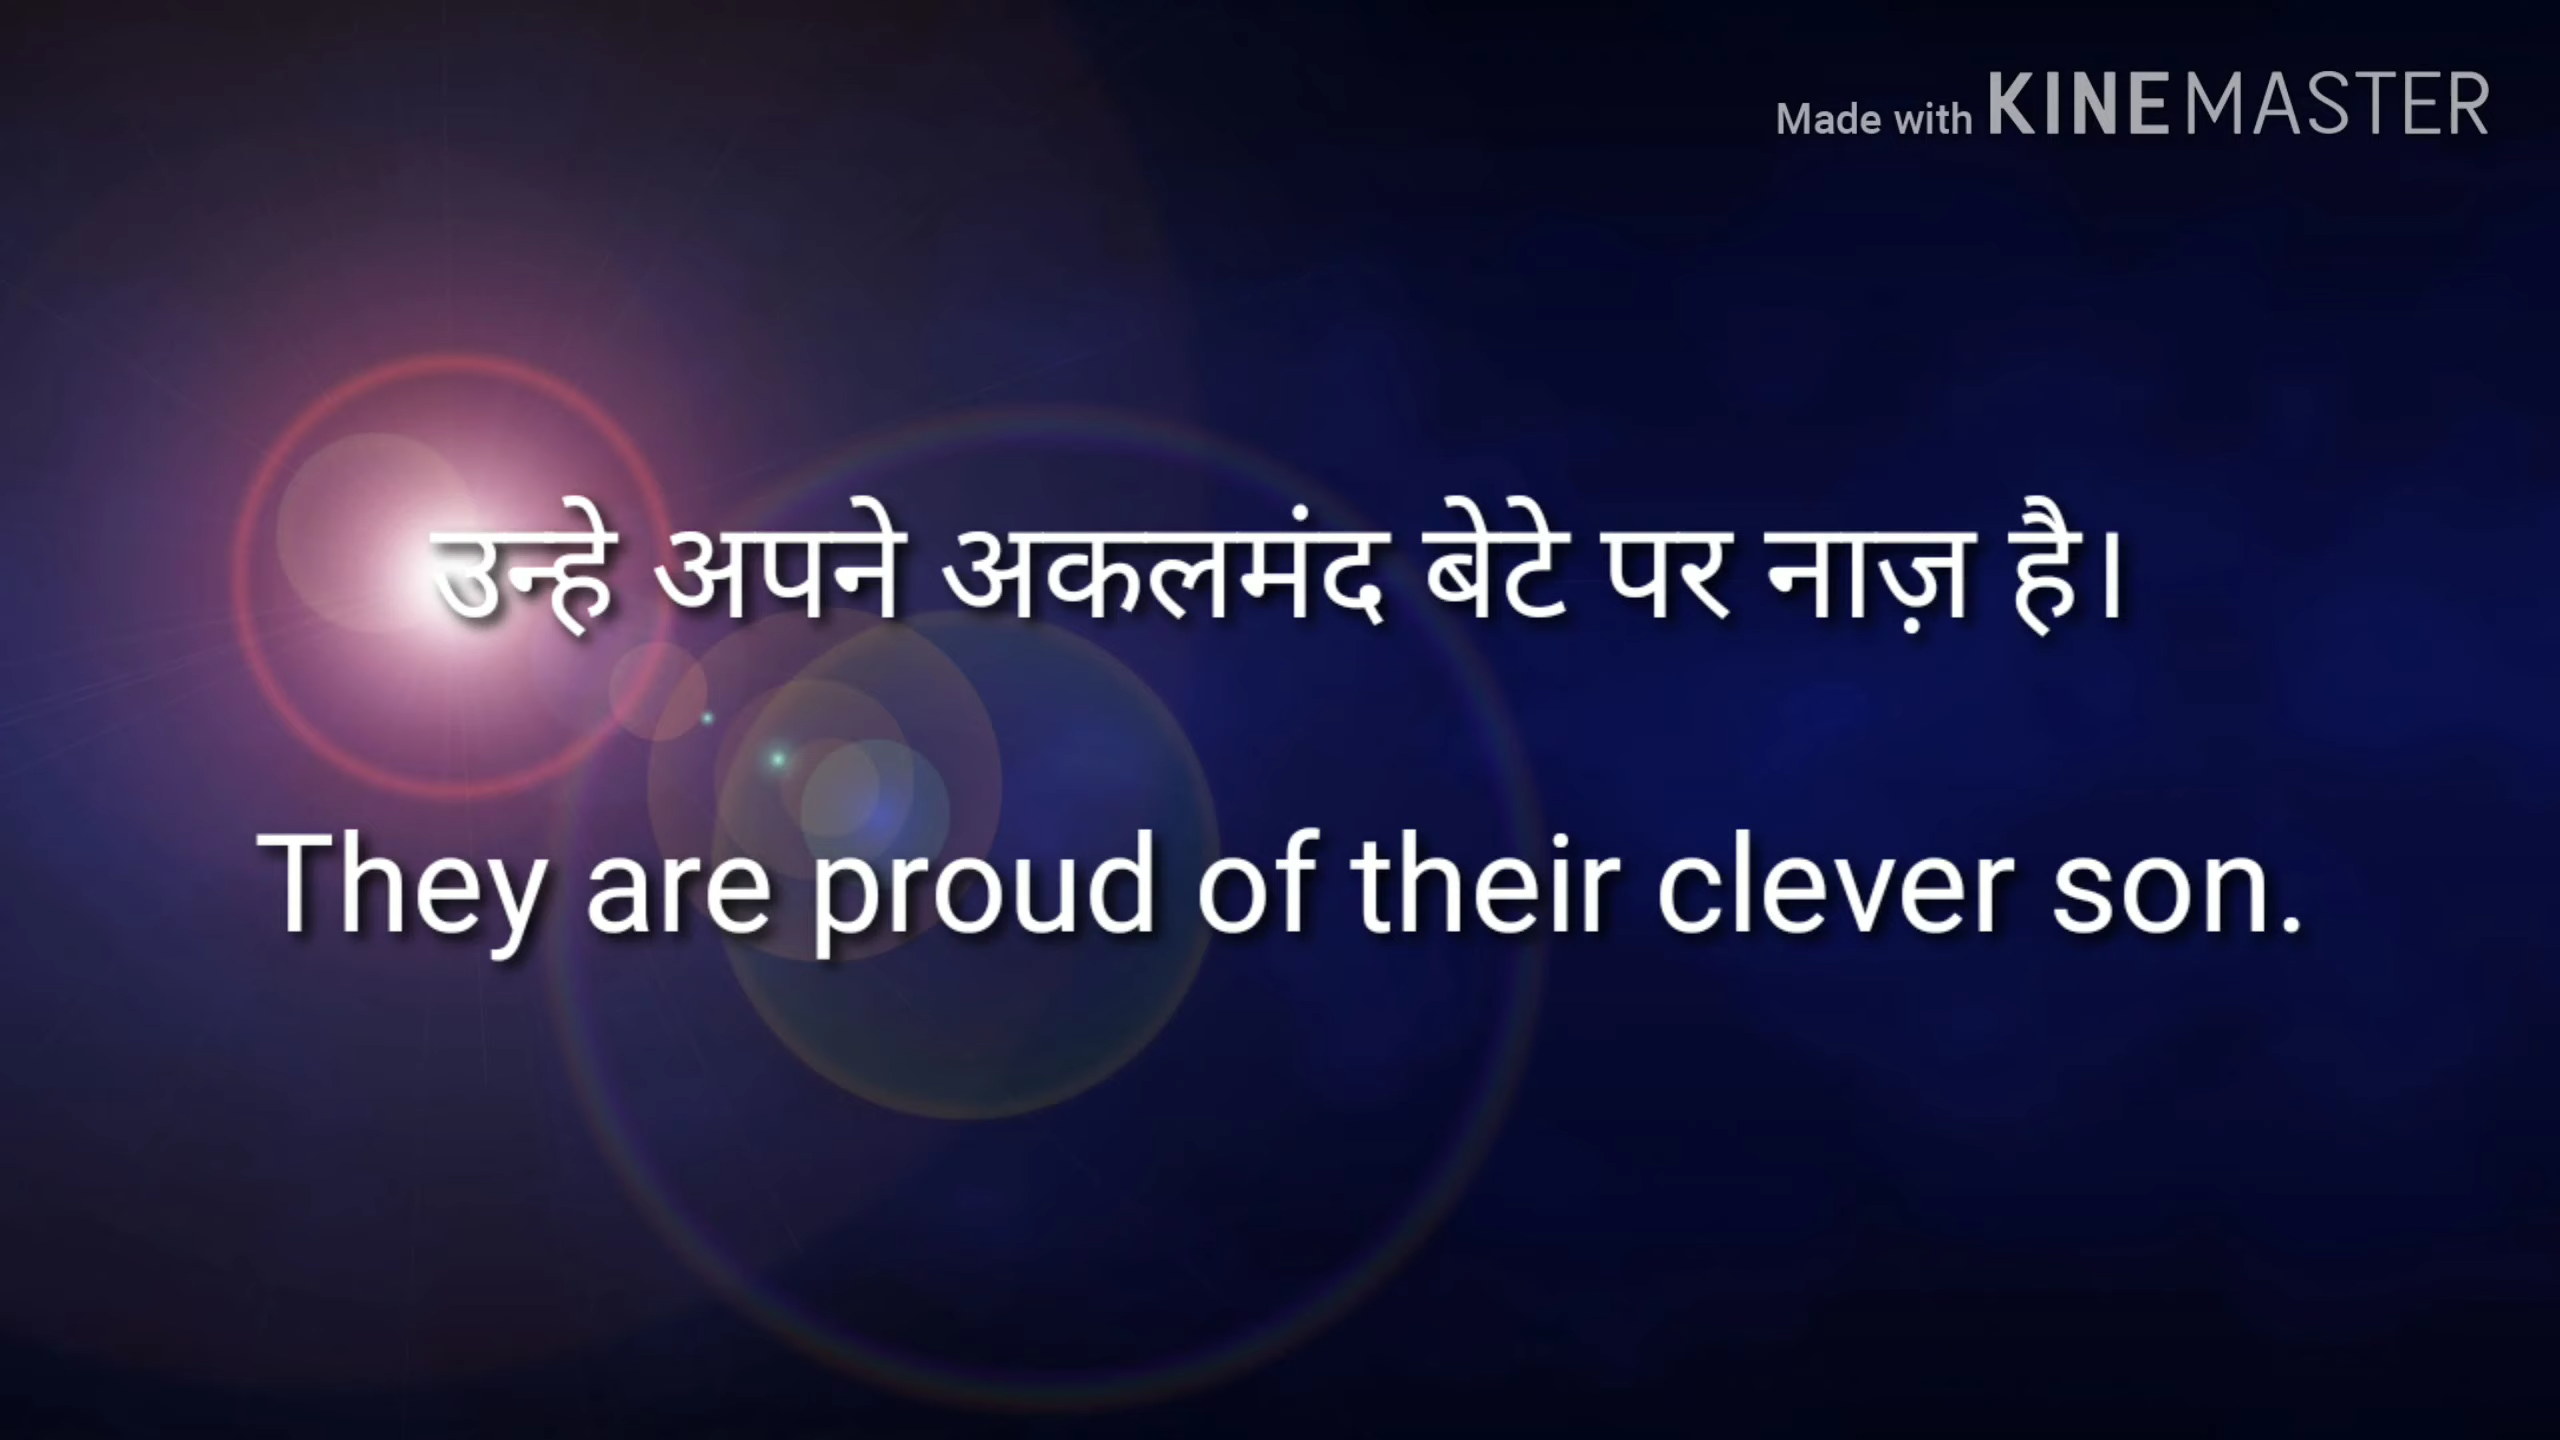 Made with KINEMASTER
उन्हे अपने अकलमंद बेटे पर नाज़ है।
They are proud of their clever son.